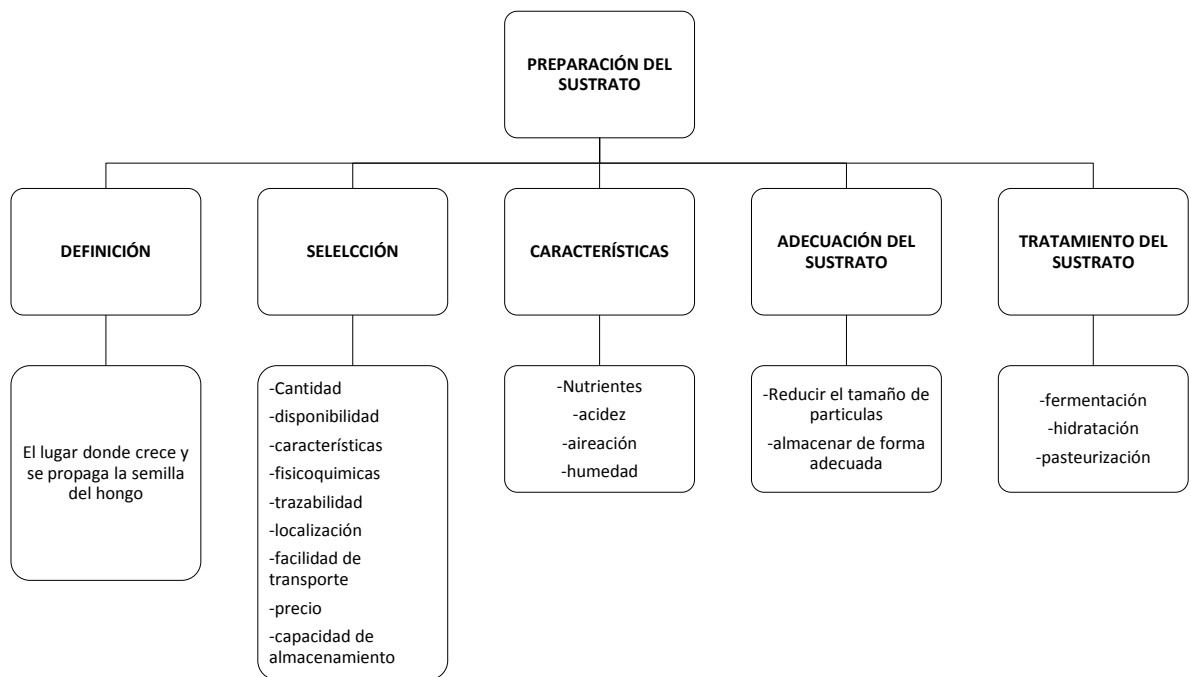 PREPARACIÓN DEL
SUSTRATO
DEFINICIÓN
SELELCCIÓN
CARACTERÍSTÍCAS
ADECUACIÓN DEL
SUSTRATO
TRATAMIENTO DEL
SUSTRATO
El lugar donde crece y
se propaga la semilla
del hongo
-Cantidad
-disponibilidad
-características
-fisicoquimicas
-trazabilidad
-localización
-facilidad de
transporte
-precio
-capacidad de
almacenamiento
-Nutrientes
-acidez
-aireación
-humedad
-Reducir el tamaño de
particulas
-almacenar de forma
adecuada
-fermentación
-hidratación
-pasteurización